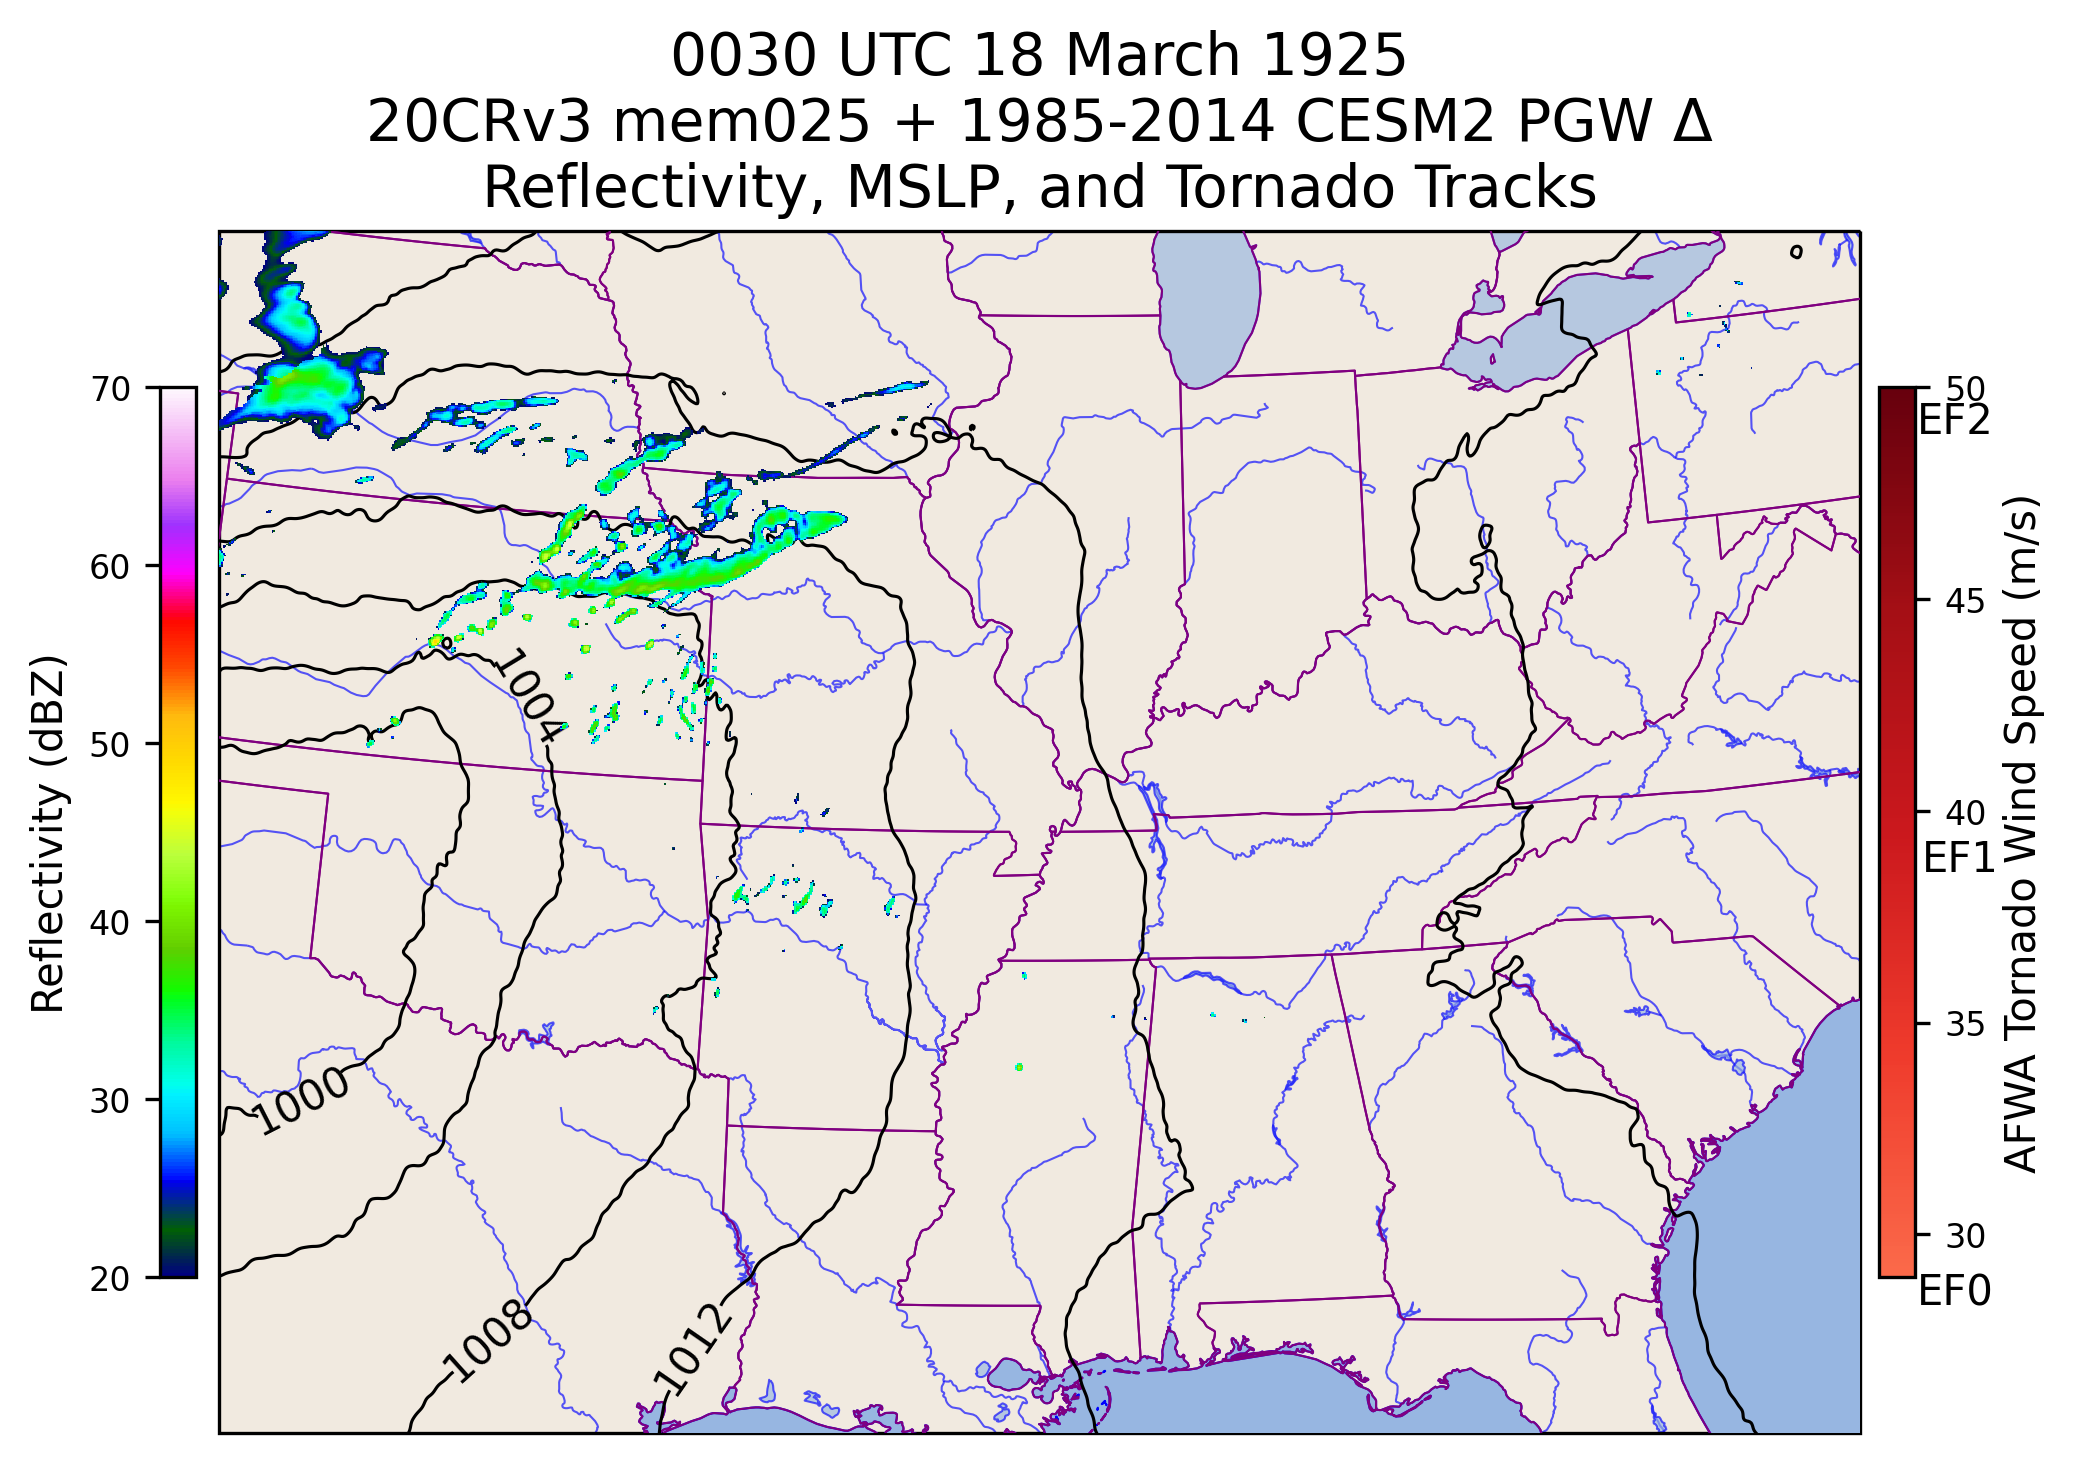 0030 UTC 18 March 1925
20CRv3 mem025 + 1985-2014 CESM2 PGW Δ
Reflectivity, MSLP, and Tornado Tracks
70
60
50
40
30
20
Reflectivity (dBZ)
1004
1000
1008
1012
50
EF2
45
40
EF1
35
30
EF0
AFWA Tornado Wind Speed (m/s)